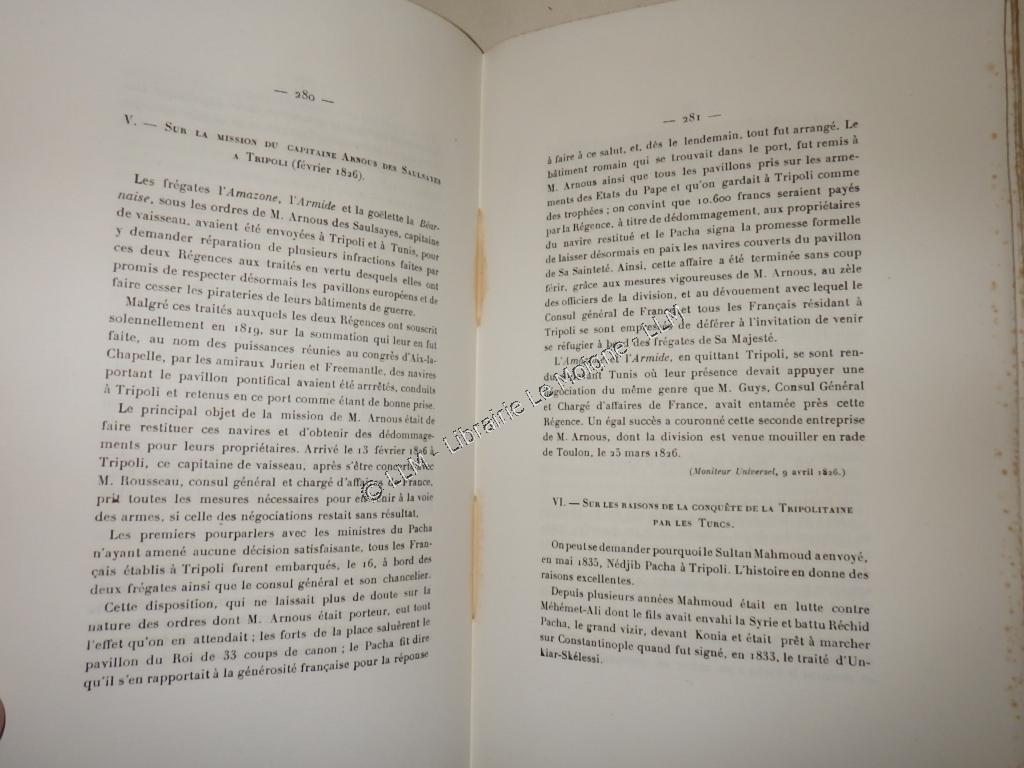 — 280 —
V. — Sur la mission du capitaine Arnous des Saulsayes
a Tripoli (février 1826).
Les frégates l'Amazone, l'Armide et la goëlette la Béar-
naise, sous les ordres de M. Arnous des Saulsayes, capitaine
de vaisseau, avaient été envoyées à Tripoli et à Tunis, pour
y demander réparation de plusieurs infractions faites par
ces deux Régences aux traités en vertu desquels elles ont
promis de respecter désormais les pavillons européens et de
faire cesser les pirateries de leurs bâtiments de guerre.
Malgré ces traités auxquels les deux Régences ont souscrit
solennellement en 1819, sur la sommation qui leur en fut
faite, au nom des puissances réunies au congrès d'Aix-la-
Chapelle, par les amiraux Jurien et Freemantle, des navires
portant le pavillon pontifical avaient été arrrêtés, conduits
à Tripoli et retenus en ce port comme étant de bonne prise.
Le principal objet de la mission de M. Arnous était de
faire restituer ces navires et d'obtenir des dédommage-
ments pour leurs propriétaires. Arrivé le 13 février 1826 à
Tripoli, ce capitaine de vaisseau, après s'être concerté avec
M. Rousseau, consul général et chargé d'affaires de France,
prit toutes les mesures nécessaires pour en venir à la voie
des armes, si celle des négociations restait sans résultat.
Les premiers pourparlers avec les ministres du Pacha
n'ayant amené aucune décision satisfaisante, tous les Fran-
çais établis à Tripoli furent embarqués, le 16, à bord des
deux frégates ainsi que le consul général et son chancelier.
Cette disposition, qui ne laissait plus de doute sur la
nature des ordres dont M. Arnous était porteur, eut tout
l'effet qu'on en attendait ; les forts de la place saluèrent le
pavillon du Roi de 33 coups de canon ; le Pacha fit dire
qu'il s'en rapportait à la générosité française pour la réponse
— 281 —
à faire à ce salut, et, dès le lendemain, tout fut arrangé. Le
bâtiment romain qui se trouvait dans le port, fut remis à
M. Arnous ainsi que tous les pavillons pris sur les arme-
ments des Etats du Pape et qu'on gardait à Tripoli comme
des trophées ; on convint que 10.600 francs seraient payés
par la Régence, à titre de dédommagement, aux propriétaires
du navire restitué et le Pacha signa la promesse formelle
de laisser désormais en paix les navires couverts du pavillon
de Sa Sainteté. Ainsi, cette affaire a été terminée sans coup
férir, grâce aux mesures vigoureuses de M. Arnous, au zèle
des officiers de la division, et au dévouement avec lequel le
Consul général de France et tous les Français résidant à
Tripoli se sont empressés de déférer à l'invitation de venir
se réfugier à bord des frégates de Sa Majesté.
L'Amazone et l'Armide, en quittant Tripoli, se sont ren-
dues devant Tunis où leur présence devait appuyer une
négociation du même genre que M. Guys, Consul Général
et Chargé d'affaires de France, avait entamée près cette
Régence. Un égal succès a couronné cette seconde entreprise
de M. Arnous, dont la division est venue mouiller en rade
de Toulon, le 25 mars 1826.
(Moniteur Universel, 9 avril 1826.)
VI. — Sur les raisons de la conquête de la Tripolitaine
par les Turcs.
On peut se demander pourquoi le Sultan Mahmoud a envoyé,
en mai 1835, Nédjib Pacha à Tripoli. L'histoire en donne des
raisons excellentes.
Depuis plusieurs années Mahmoud était en lutte contre
Méhémet-Ali dont le fils avait envahi la Syrie et battu Réchid
Pacha, le grand vizir, devant Konia et était prêt à marcher
sur Constantinople quand fut signé, en 1833, le traité d'Un-
kiar-Skélessi.
© LLM - Librairie Le Moigne - LLM